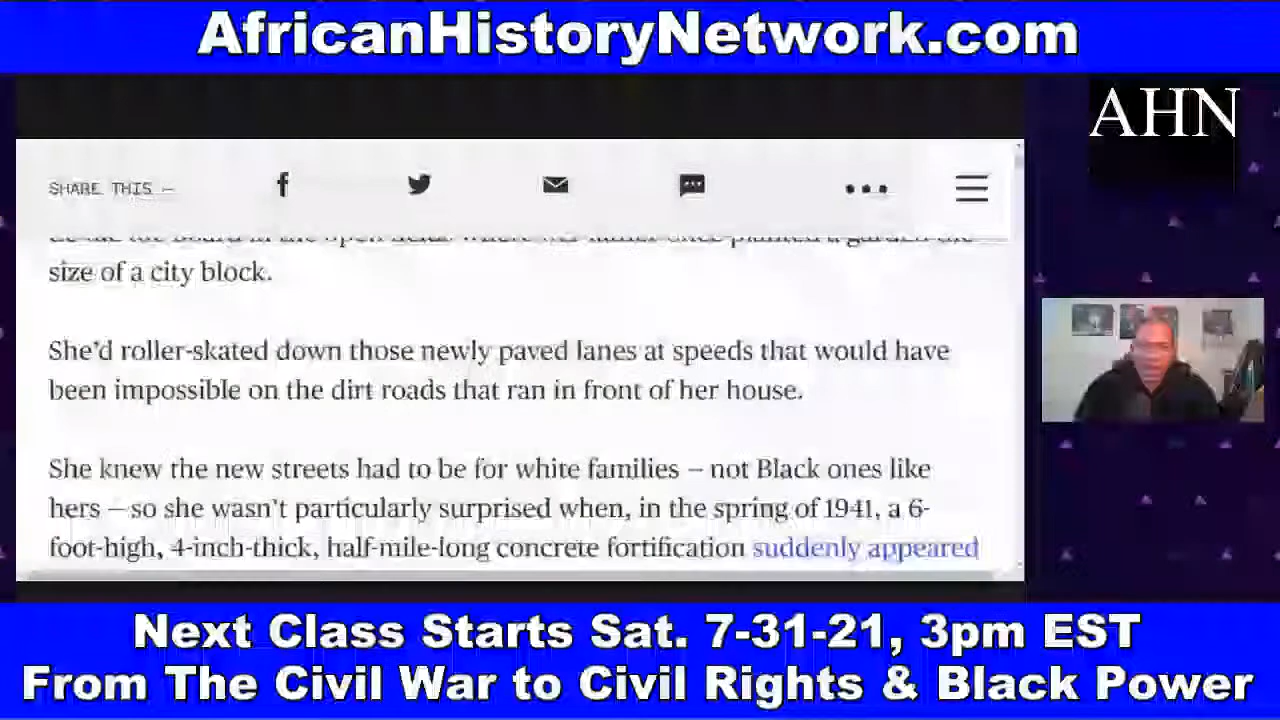 AfricanHistoryNetwork.com
AHN
SHARE THIS —
size of a city block.
She'd roller-skated down those newly paved lanes at speeds that would have
been impossible on the dirt roads that ran in front of her house.
She knew the new streets had to be for white families – not Black ones like
hers – so she wasn't particularly surprised when, in the spring of 1941, a 6-
foot-high, 4-inch-thick, half-mile-long concrete fortification suddenly appeared
Next Class Starts Sat. 7-31-21, 3pm EST
From The Civil War to Civil Rights & Black Power